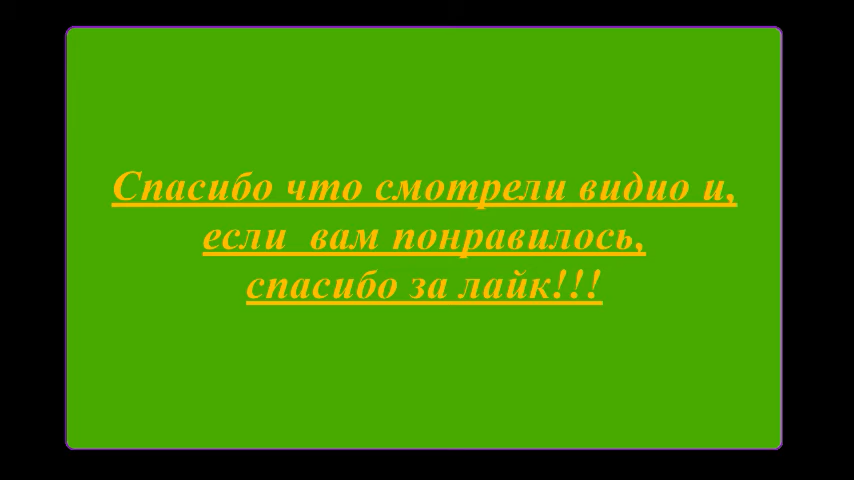 Спасибо что смотрели видио и,
если  вам понравилось,
спасибо за лайк!!!